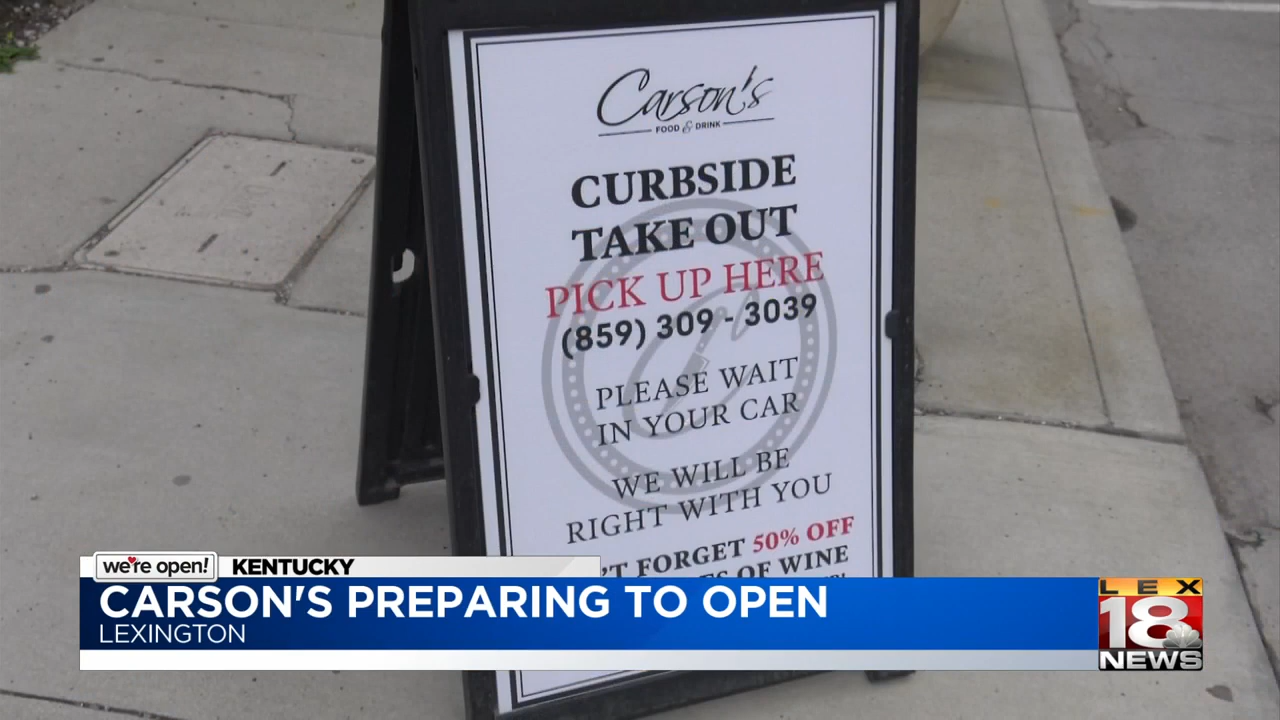 Carson's
FOOD & DRINK
CURBSIDE
TAKE OUT
PICK UP HERE
(859) 309 - 3039
PLEASE WAIT
IN YOUR CAR
WE WILL BE
RIGHT WITH YOU
'T FORGET 50% OFF
OF WINE
we're open! KENTUCKY
CARSON'S PREPARING TO OPEN
LEXINGTON
LEX
18
NEWS